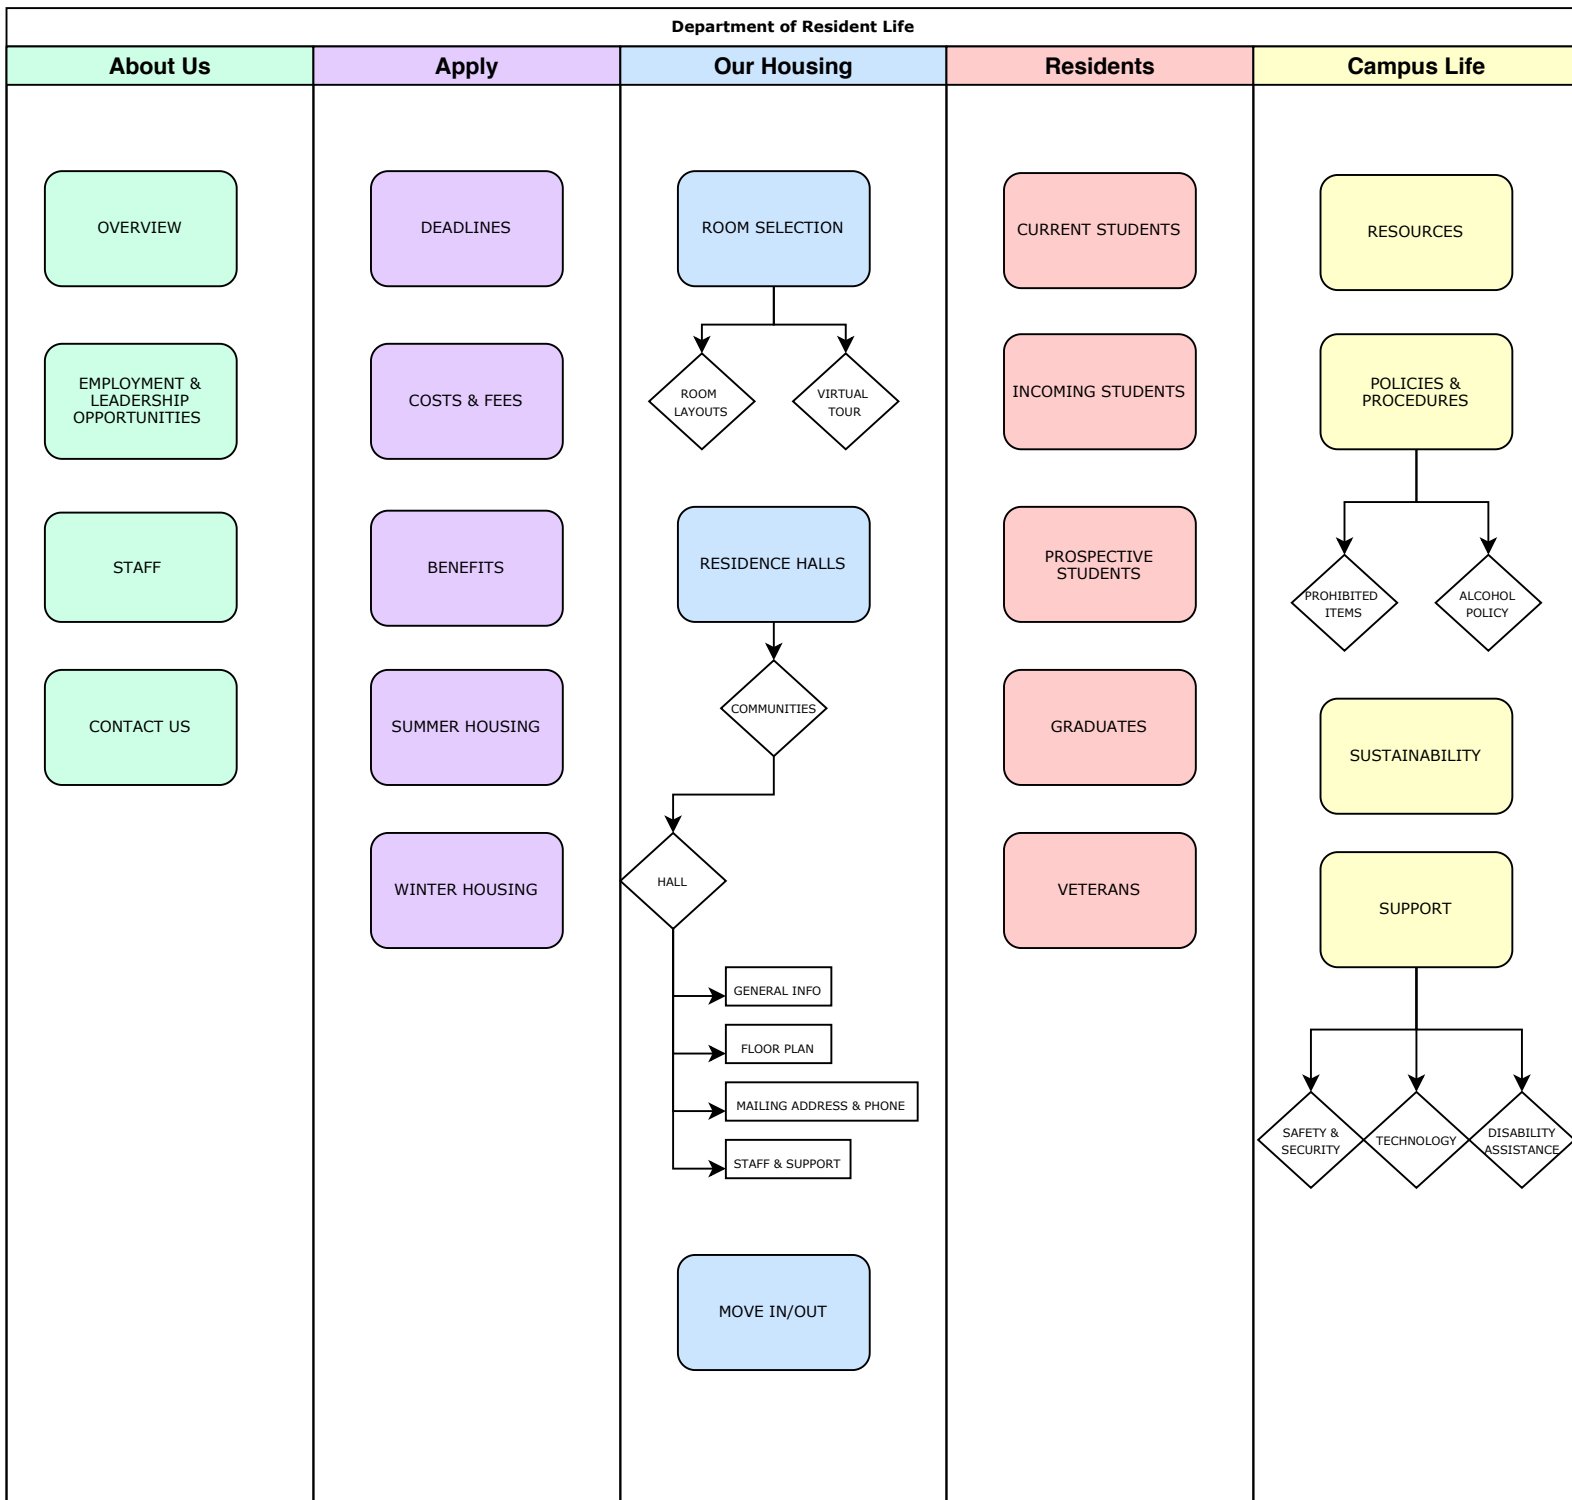 Department of Resident Life
About Us
Apply
Our Housing
Residents
Campus Life
OVERVIEW
EMPLOYMENT &
LEADERSHIP
OPPORTUNITIES
STAFF
CONTACT US
DEADLINES
COSTS & FEES
BENEFITS
SUMMER HOUSING
WINTER HOUSING
ROOM SELECTION
ROOM
LAYOUTS
VIRTUAL
TOUR
RESIDENCE HALLS
COMMUNITIES
HALL
GENERAL INFO
FLOOR PLAN
MAILING ADDRESS & PHONE
STAFF & SUPPORT
MOVE IN/OUT
CURRENT STUDENTS
INCOMING STUDENTS
PROSPECTIVE
STUDENTS
GRADUATES
VETERANS
RESOURCES
POLICIES &
PROCEDURES
PROHIBITED
ITEMS
ALCOHOL
POLICY
SUSTAINABILITY
SUPPORT
SAFETY &
SECURITY
TECHNOLOGY
DISABILITY
ASSISTANCE